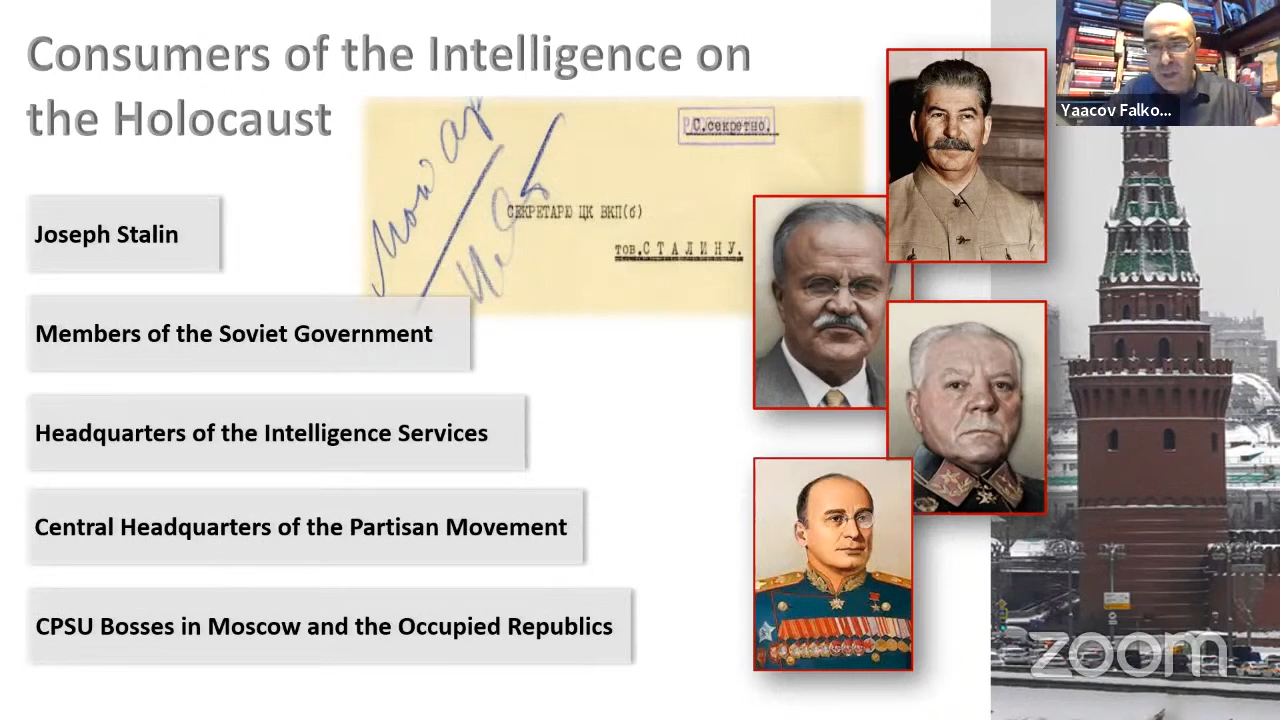 Consumers of the Intelligence on
the Holocaust
С.секретно.
СЕКРЕТАРЮ ЦК ВКП(б)
тов.СТАЛИНУ.
Joseph Stalin
Members of the Soviet Government
Headquarters of the Intelligence Services
Central Headquarters of the Partisan Movement
CPSU Bosses in Moscow and the Occupied Republics
Yaacov Falko...
zoom